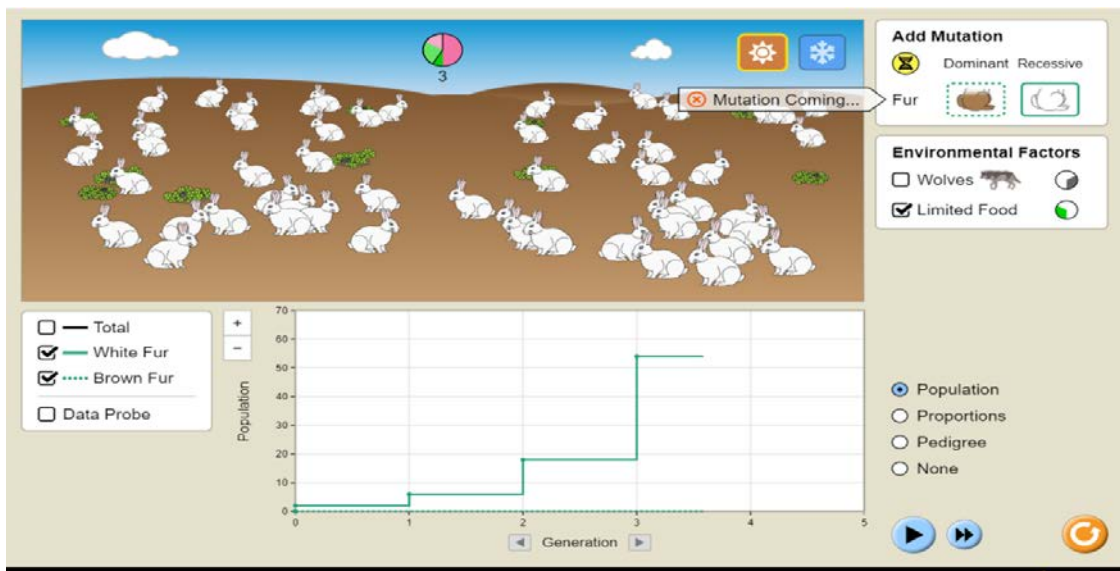 3
Add Mutation
Dominant Recessive
Mutation Coming...
Fur
Environmental Factors
Wolves
Limited Food
Total
White Fur
Brown Fur
Data Probe
+
−
Population
70
60
50
40
30
20
10
0
0 1 2 3 4 5
Generation
Population
Proportions
Pedigree
None